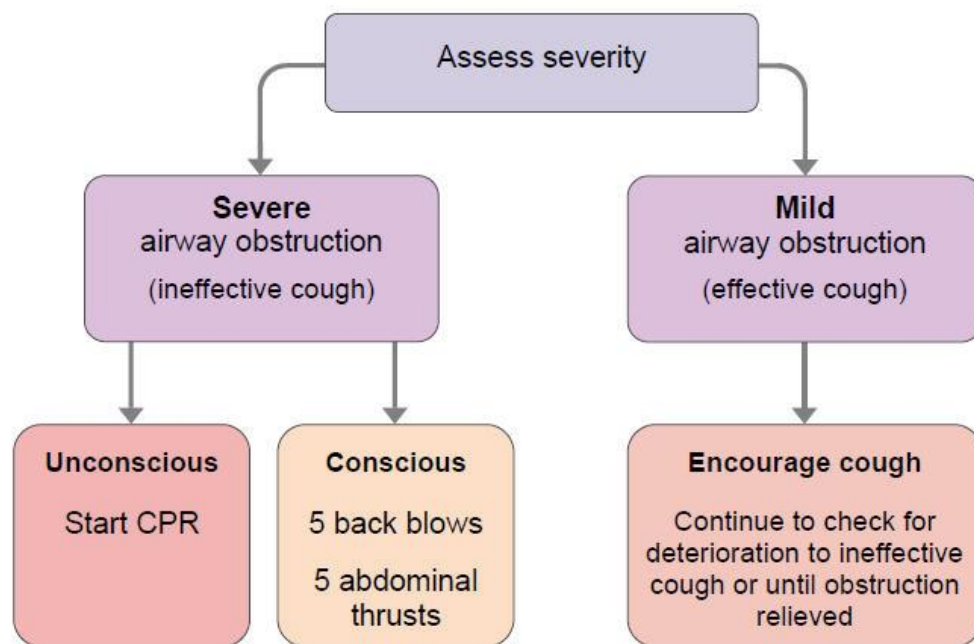 Assess severity
Severe
airway obstruction
(ineffective cough)
Mild
airway obstruction
(effective cough)
Unconscious
Start CPR
Conscious
5 back blows
5 abdominal
thrusts
Encourage cough
Continue to check for
deterioration to ineffective
cough or until obstruction
relieved